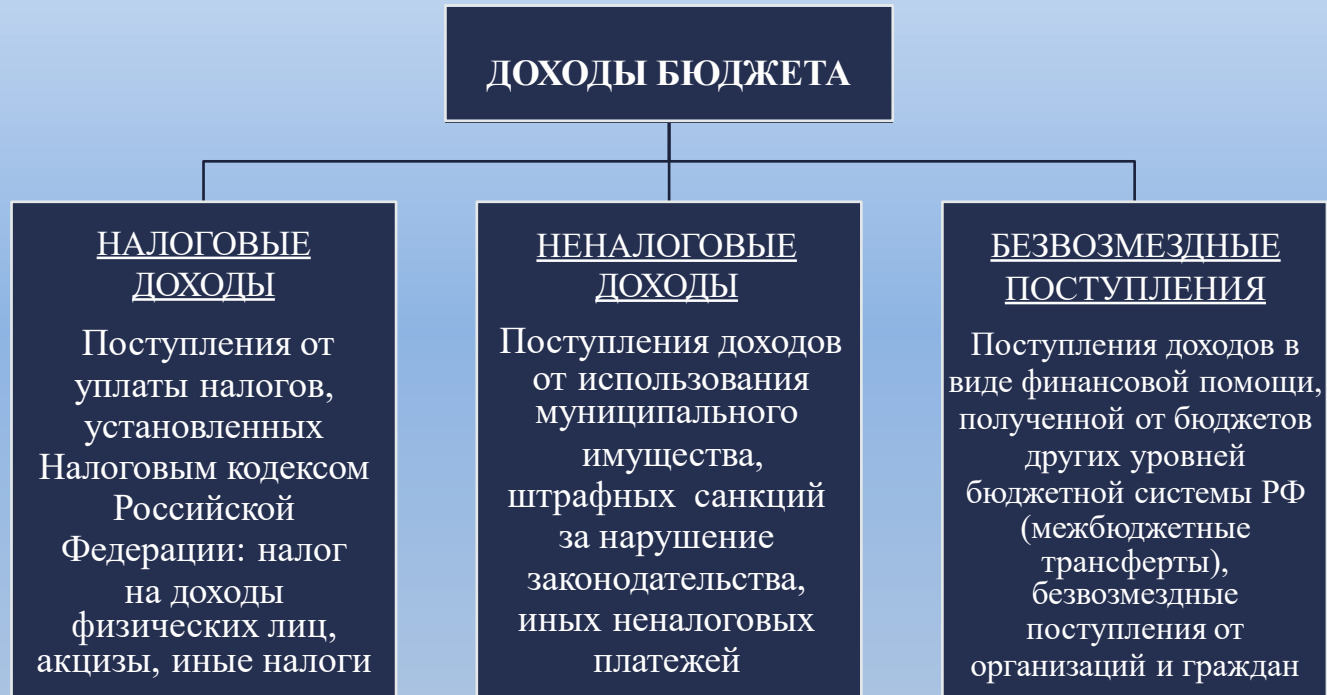 ДОХОДЫ БЮДЖЕТА
НАЛОГОВЫЕ
ДОХОДЫ
Поступления от
уплаты налогов,
установленных
Налоговым кодексом
Российской
Федерации: налог
на доходы
физических лиц,
акцизы, иные налоги
НЕНАЛОГОВЫЕ
ДОХОДЫ
Поступления доходов
от использования
муниципального
имущества,
штрафных санкций
за нарушение
законодательства,
иных неналоговых
платежей
БЕЗВОЗМЕЗДНЫЕ
ПОСТУПЛЕНИЯ
Поступления доходов в
виде финансовой помощи,
полученной от бюджетов
других уровней
бюджетной системы РФ
(межбюджетные
трансферты),
безвозмездные
поступления от
организаций и граждан